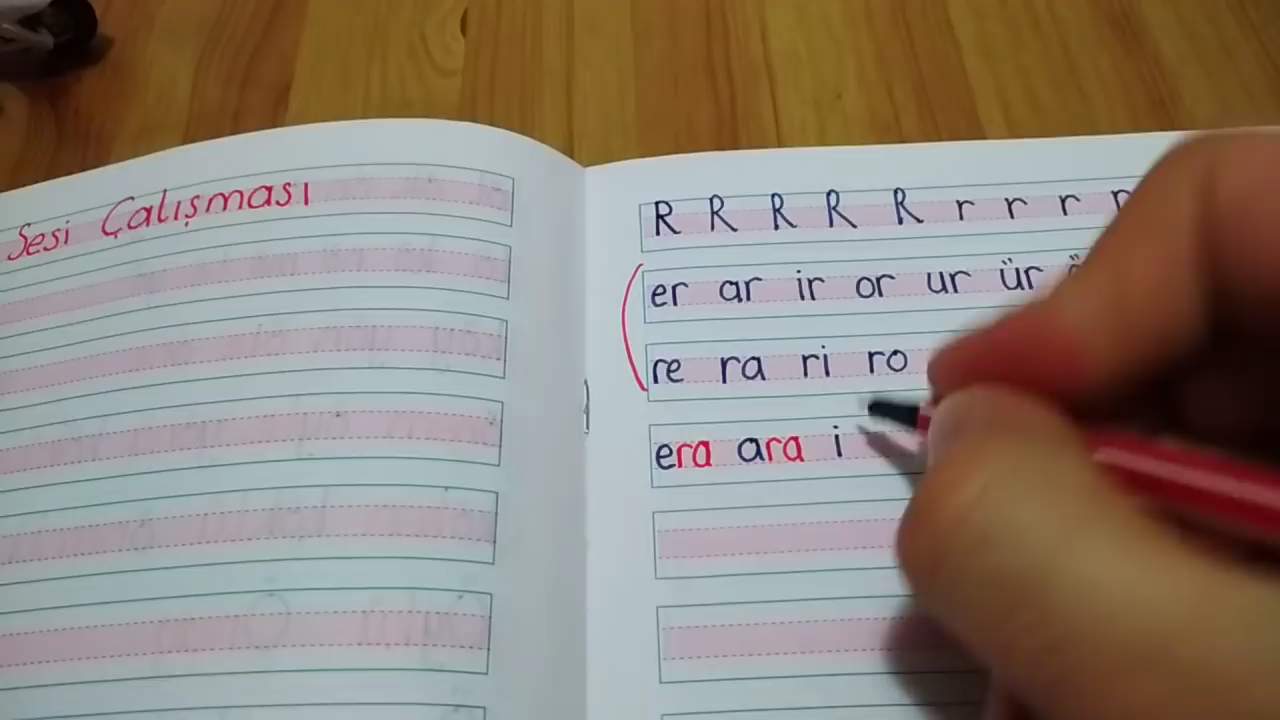 Sesi Çalışması
R R R R R r r r r
er ar ir or ur ür
re ra ri ro
era ara i